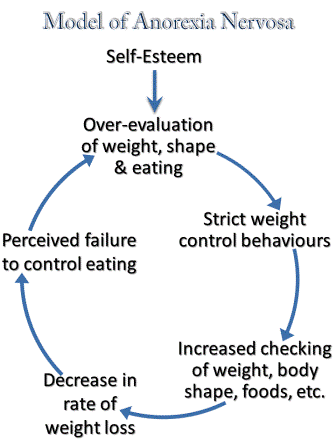 Model of Anorexia Nervosa
Self-Esteem
Over-evaluation
of weight, shape
& eating
Strict weight
control behaviours
Increased checking
of weight, body
shape, foods, etc.
Decrease in
rate of
weight loss
Perceived failure
to control eating